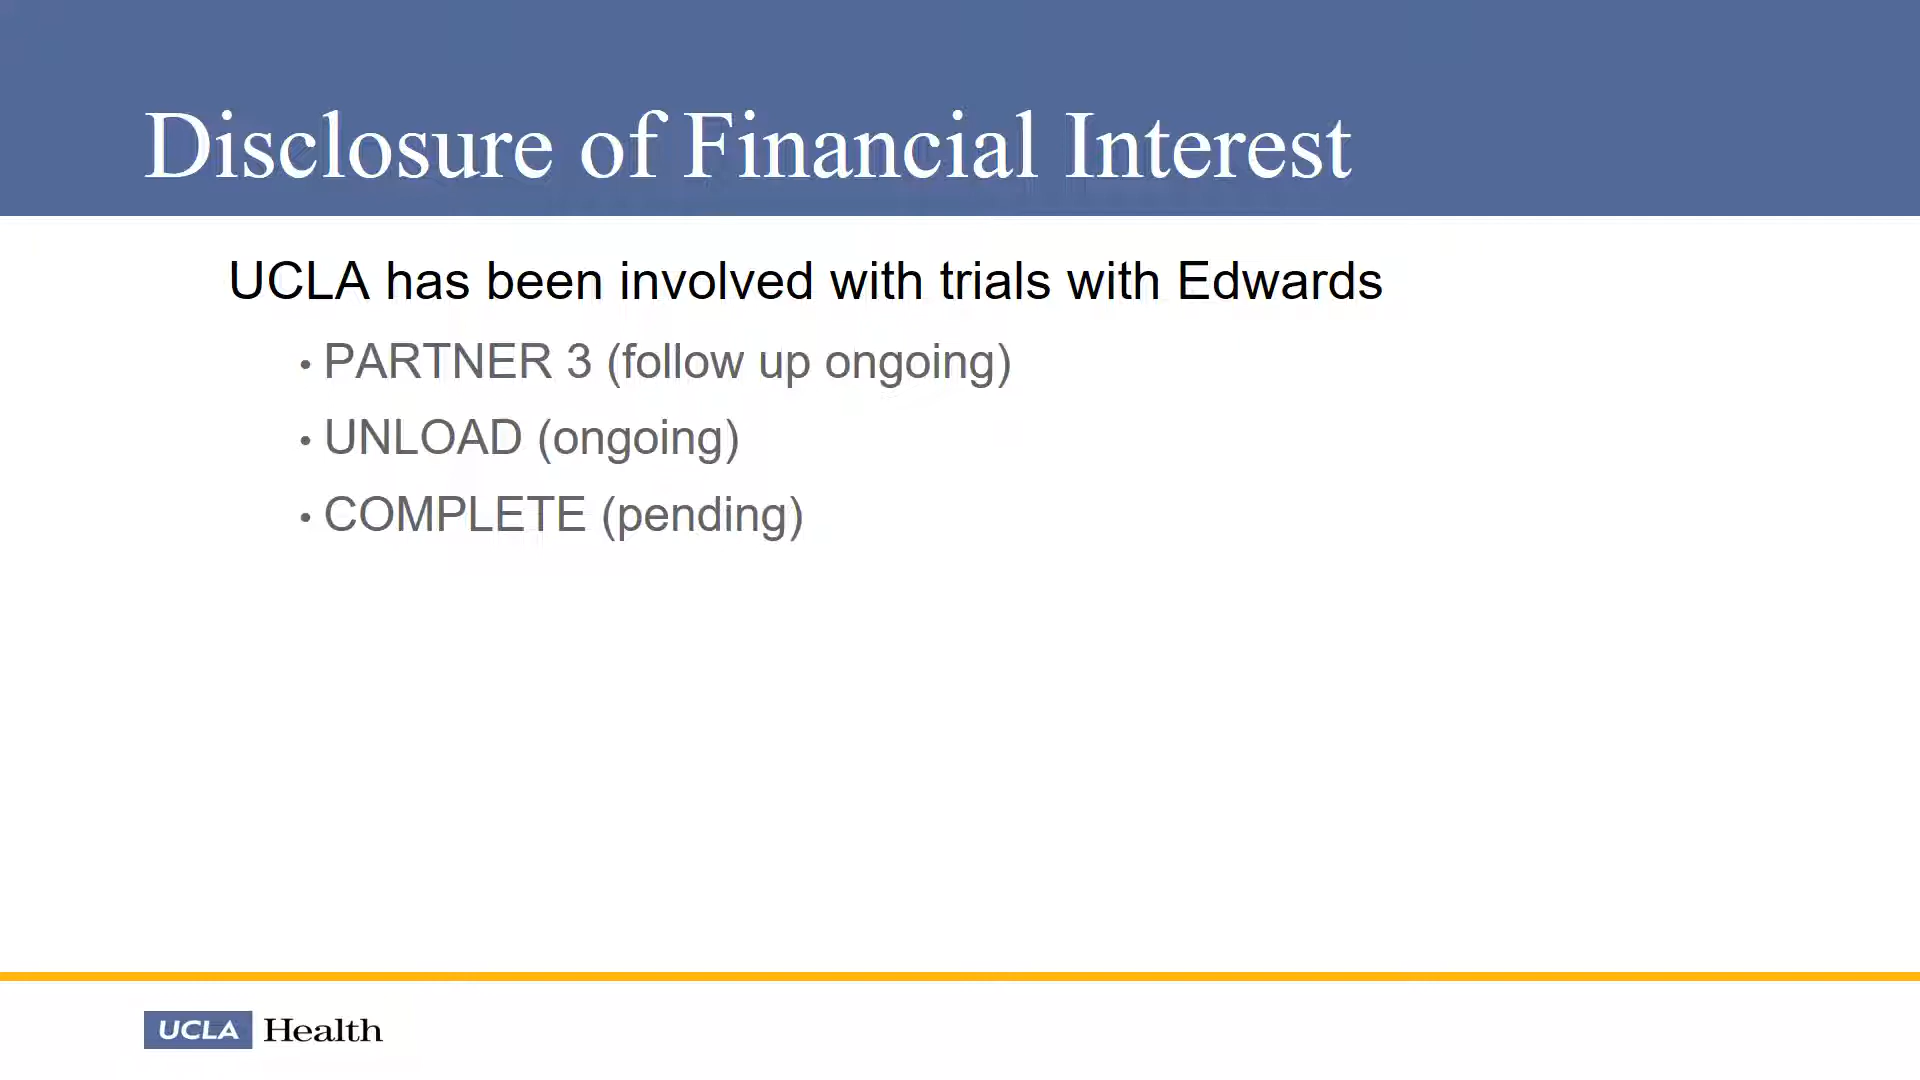 Disclosure of Financial Interest
UCLA has been involved with trials with Edwards
• PARTNER 3 (follow up ongoing)
• UNLOAD (ongoing)
• COMPLETE (pending)
UCLA Health